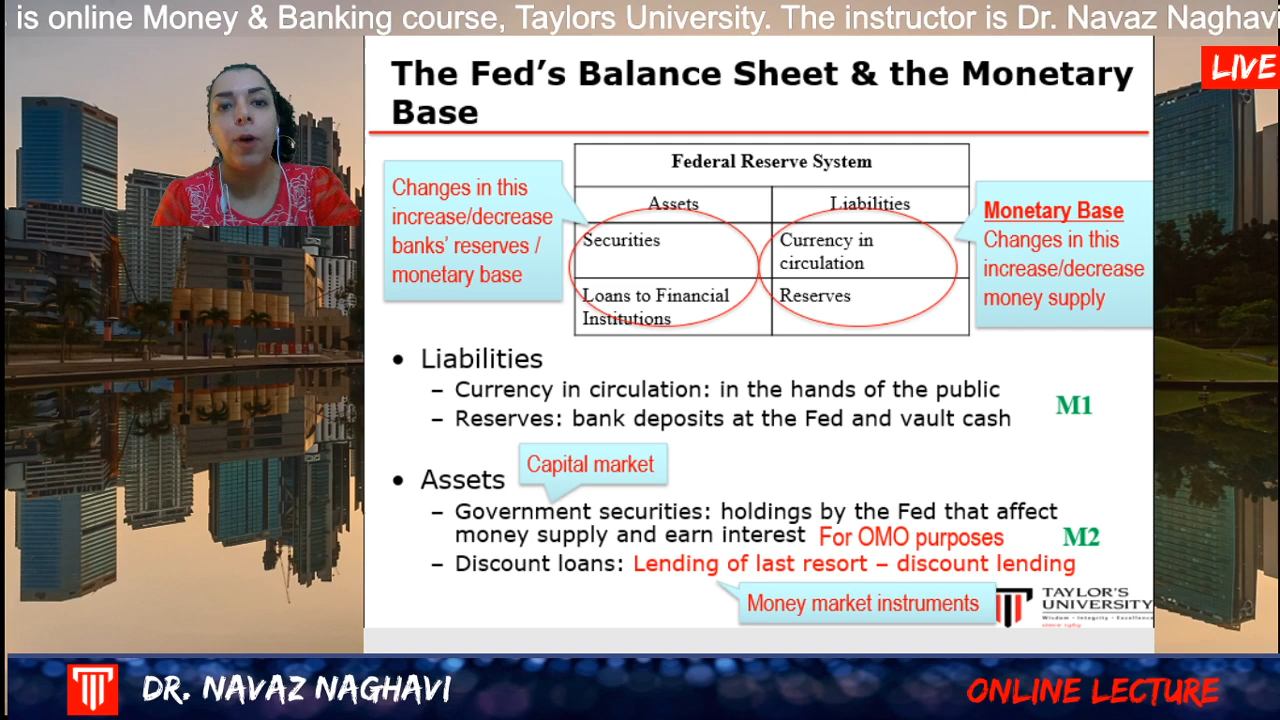 is online Money & Banking course, Taylors University. The instructor is Dr. Navaz Naghavi
LIVE
The Fed's Balance Sheet & the Monetary
Base
Federal Reserve System
Assets
Liabilities
Securities
Currency in
circulation
Loans to Financial
Institutions
Reserves
Changes in this
increase/decrease
banks' reserves /
monetary base
Monetary Base
Changes in this
increase/decrease
money supply
• Liabilities
– Currency in circulation: in the hands of the public
– Reserves: bank deposits at the Fed and vault cash
M1
Capital market
• Assets
– Government securities: holdings by the Fed that affect
money supply and earn interest For OMO purposes
M2
– Discount loans: Lending of last resort – discount lending
Money market instruments
TAYLOR'S
UNIVERSITY
Wisdom · Integrity · Excellence
since 1969
DR. NAVAZ NAGHAVI
ONLINE LECTURE